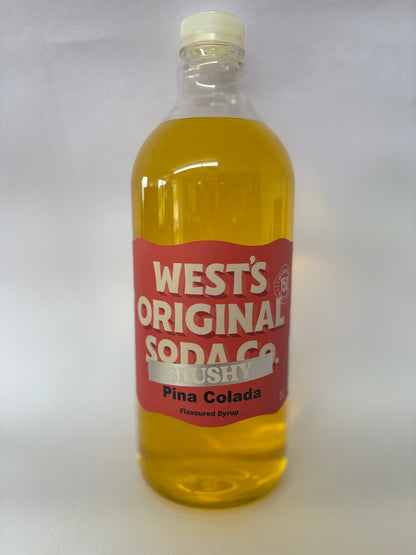 WEST'S
ORIGINAL
SODA Co.
SLUSHY
Pina Colada
Flavoured Syrup